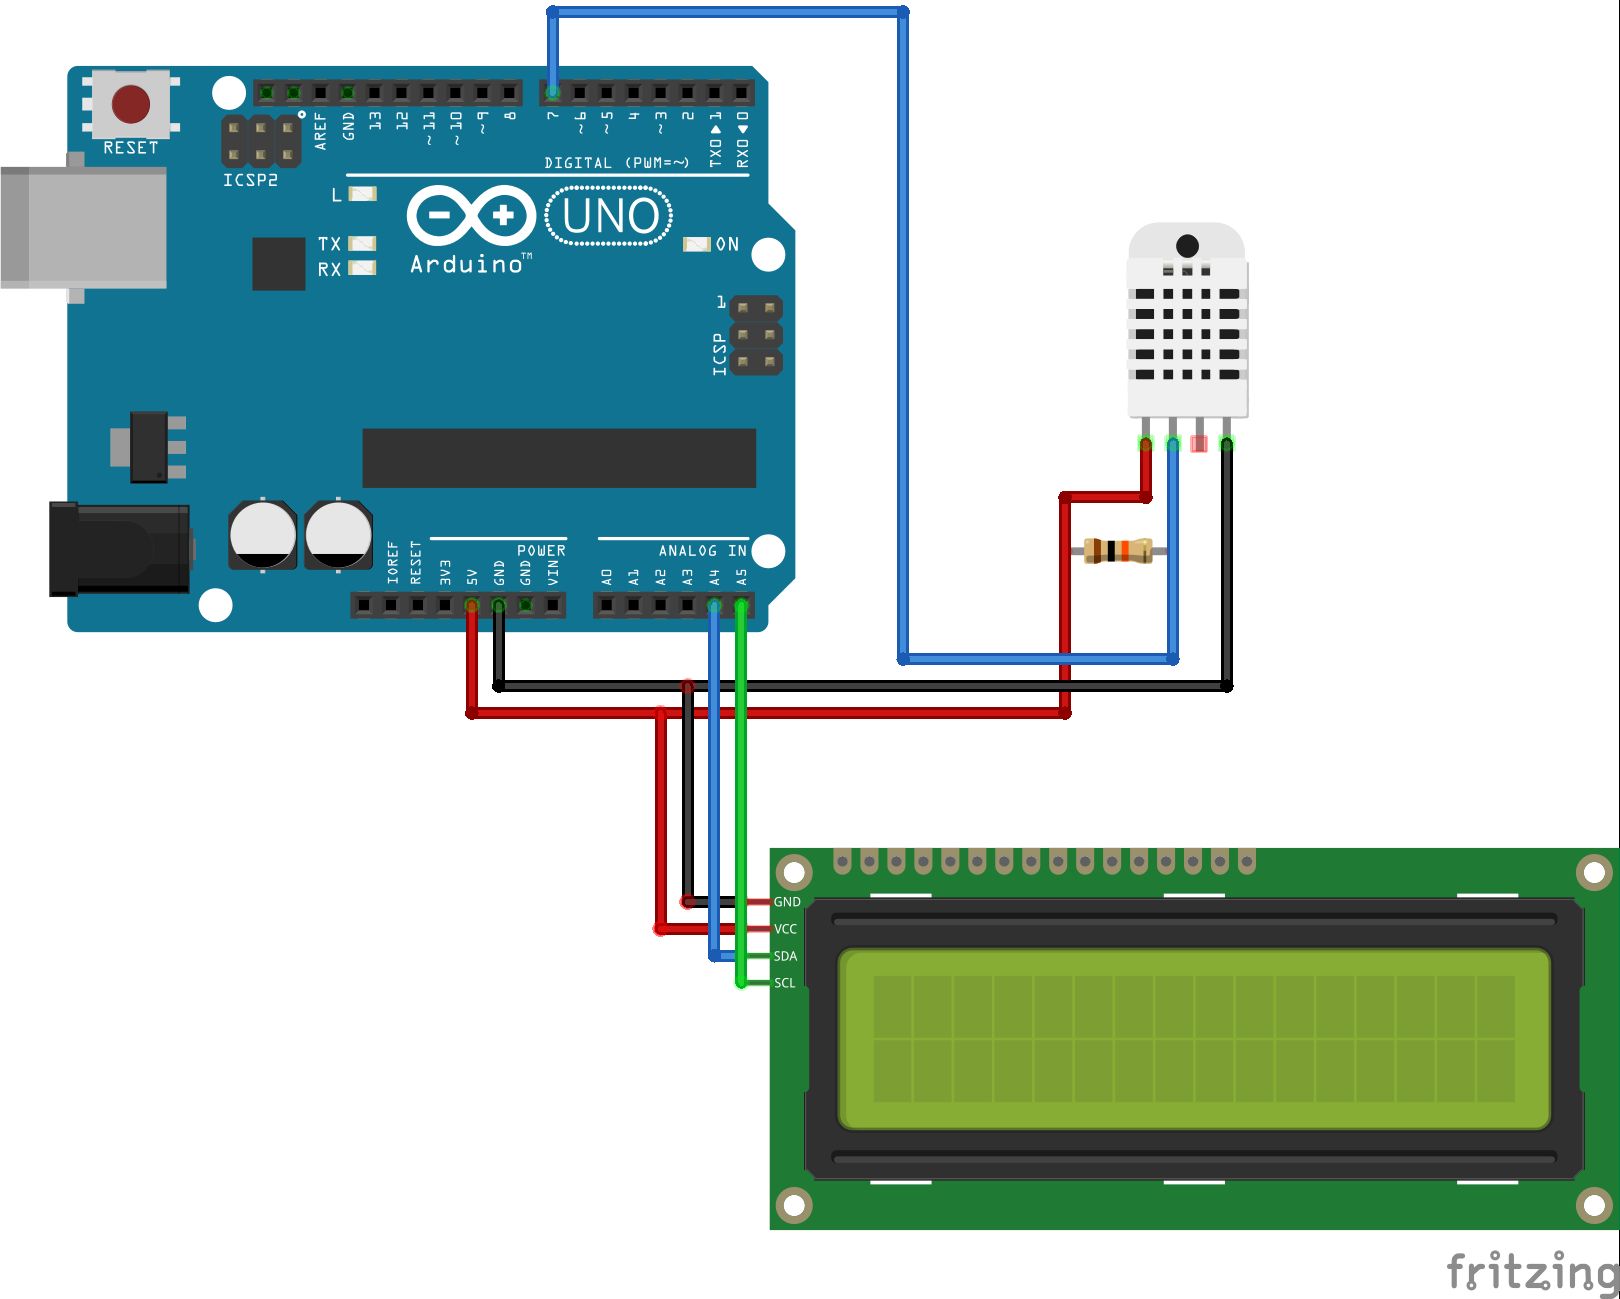 RESET
ICSP2
AREF
GND
13
12
~11
~10
~9
8
7
~6
~5
4
~3
2
TX0▶1
RX0◀0
DIGITAL (PWM=~)
L
TX
RX
Arduino™
UNO
ON
1
ICSP
POWER
ANALOG IN
IOREF
RESET
3V3
5V
GND
GND
VIN
A0
A1
A2
A3
A4
A5
GND
VCC
SDA
SCL
fritzing